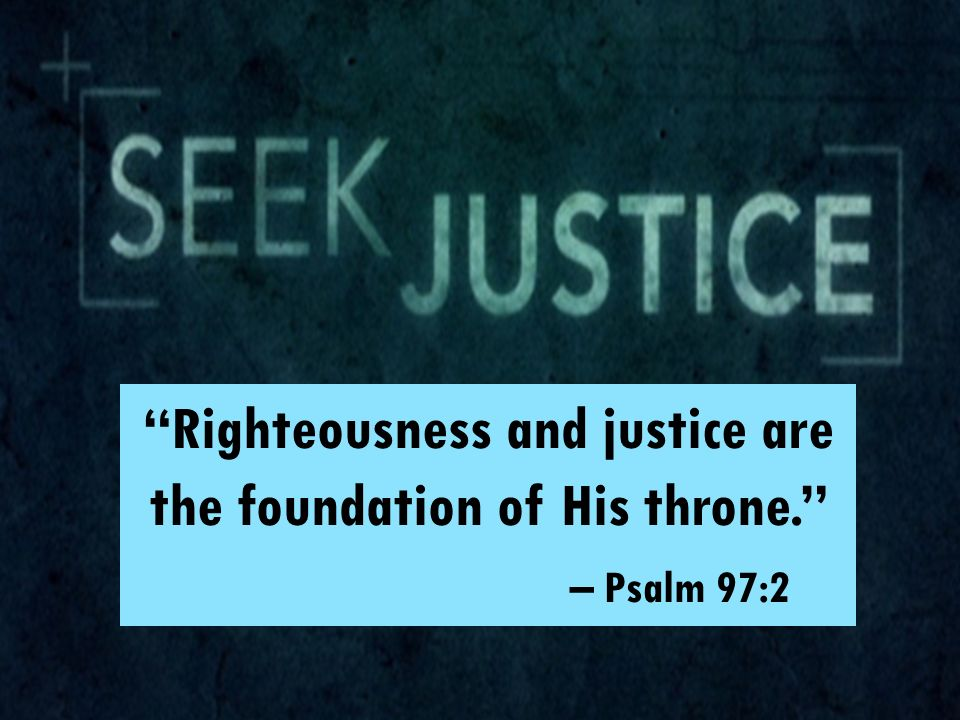 SEEK JUSTICE
“Righteousness and justice are
the foundation of His throne.”
– Psalm 97:2